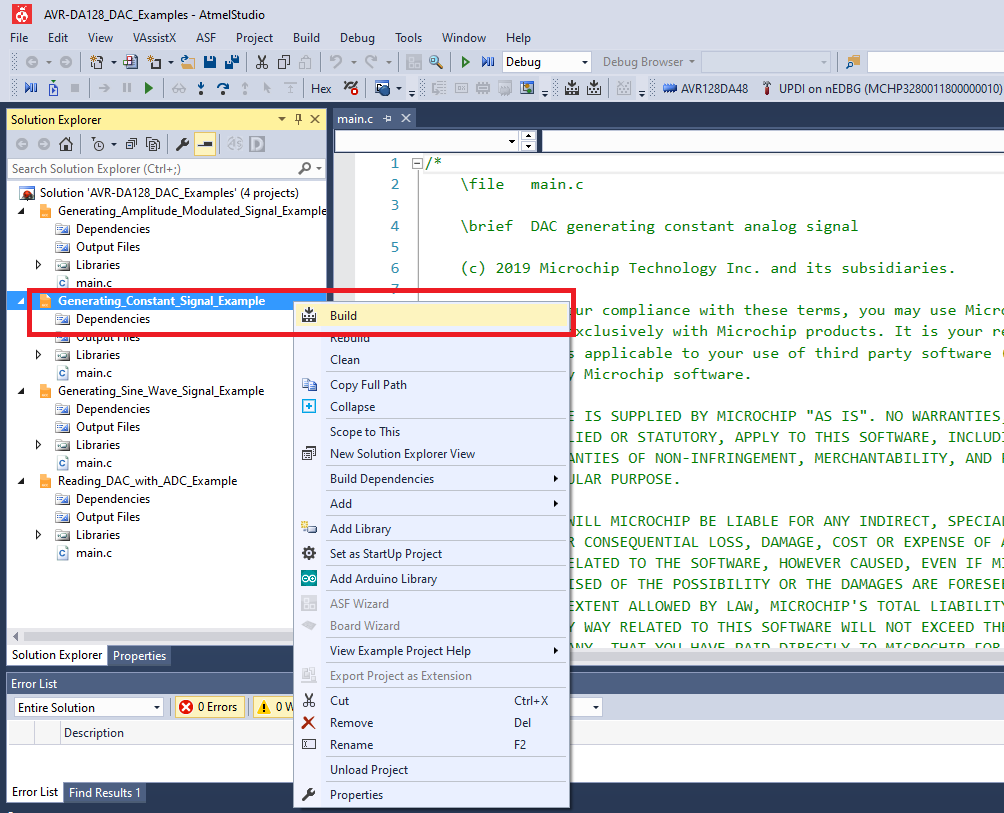 AVR-DA128_DAC_Examples - AtmelStudio
File Edit View VAssistX ASF Project Build Debug Tools Window Help
Debug Debug Browser
Hex AVR128DA48 UPDI on nEDBG (MCHP3280011800000010)
Solution Explorer
Search Solution Explorer (Ctrl+;)
Solution 'AVR-DA128_DAC_Examples' (4 projects)
Generating_Amplitude_Modulated_Signal_Example
Dependencies
Output Files
Libraries
main.c
Generating_Constant_Signal_Example
Dependencies
Output Files
Libraries
main.c
Generating_Sine_Wave_Signal_Example
Dependencies
Output Files
Libraries
main.c
Reading_DAC_with_ADC_Example
Dependencies
Output Files
Libraries
main.c
Solution Explorer Properties
main.c
1 /*
2 \file main.c
3
4 \brief DAC generating constant analog signal
5
6 (c) 2019 Microchip Technology Inc. and its subsidiaries.
7
ur compliance with these terms, you may use Micro
xclusively with Microchip products. It is your re
s applicable to your use of third party software (
y Microchip software.
E IS SUPPLIED BY MICROCHIP "AS IS". NO WARRANTIES,
LIED OR STATUTORY, APPLY TO THIS SOFTWARE, INCLUDI
ANTIES OF NON-INFRINGEMENT, MERCHANTABILITY, AND F
ULAR PURPOSE.
WILL MICROCHIP BE LIABLE FOR ANY INDIRECT, SPECIAL
R CONSEQUENTIAL LOSS, DAMAGE, COST OR EXPENSE OF A
ELATED TO THE SOFTWARE, HOWEVER CAUSED, EVEN IF MI
ISED OF THE POSSIBILITY OR THE DAMAGES ARE FORESEE
EXTENT ALLOWED BY LAW, MICROCHIP'S TOTAL LIABILITY
Y WAY RELATED TO THIS SOFTWARE WILL NOT EXCEED THE
ANY, THAT YOU HAVE PAID DIRECTLY TO MICROCHIP FOR
Build
Rebuild
Clean
Copy Full Path
Collapse
Scope to This
New Solution Explorer View
Build Dependencies
Add
Add Library
Set as StartUp Project
Add Arduino Library
ASF Wizard
Board Wizard
View Example Project Help
Export Project as Extension
Cut Ctrl+X
Remove Del
Rename F2
Unload Project
Properties
Error List
Entire Solution 0 Errors 0 W
Description
Error List Find Results 1